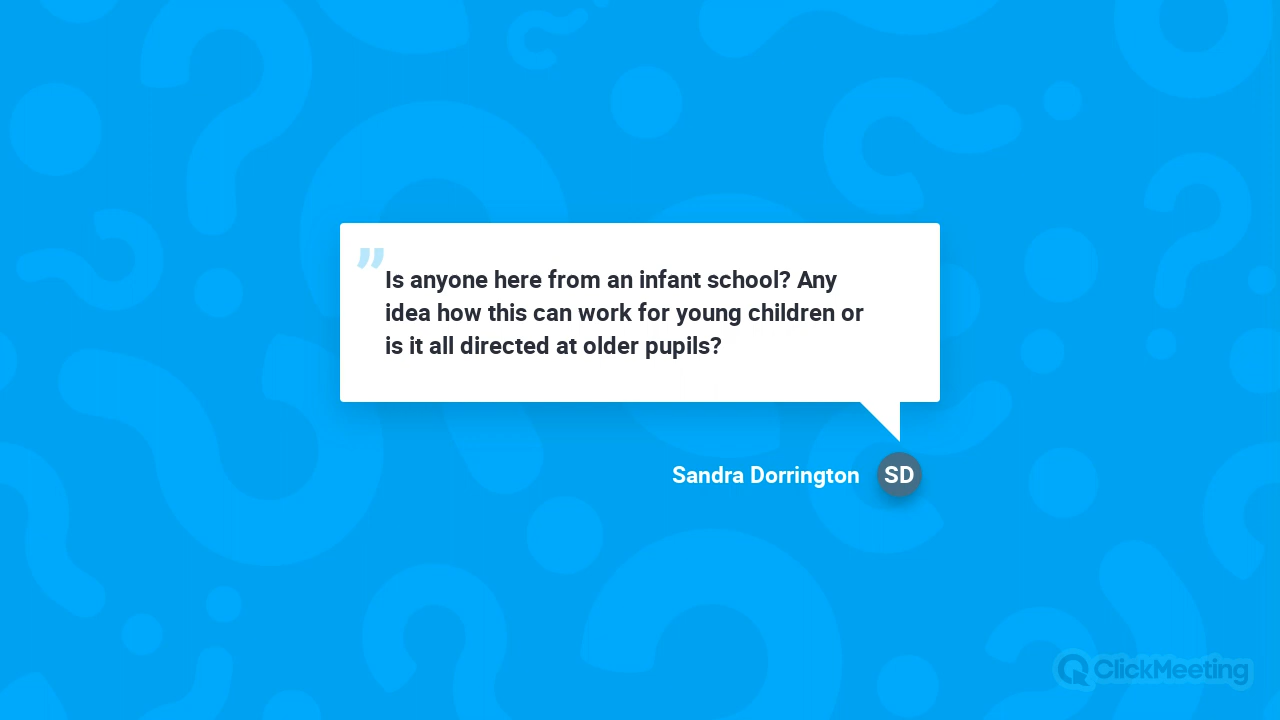 Is anyone here from an infant school? Any
idea how this can work for young children or
is it all directed at older pupils?
Sandra Dorrington SD
ClickMeeting